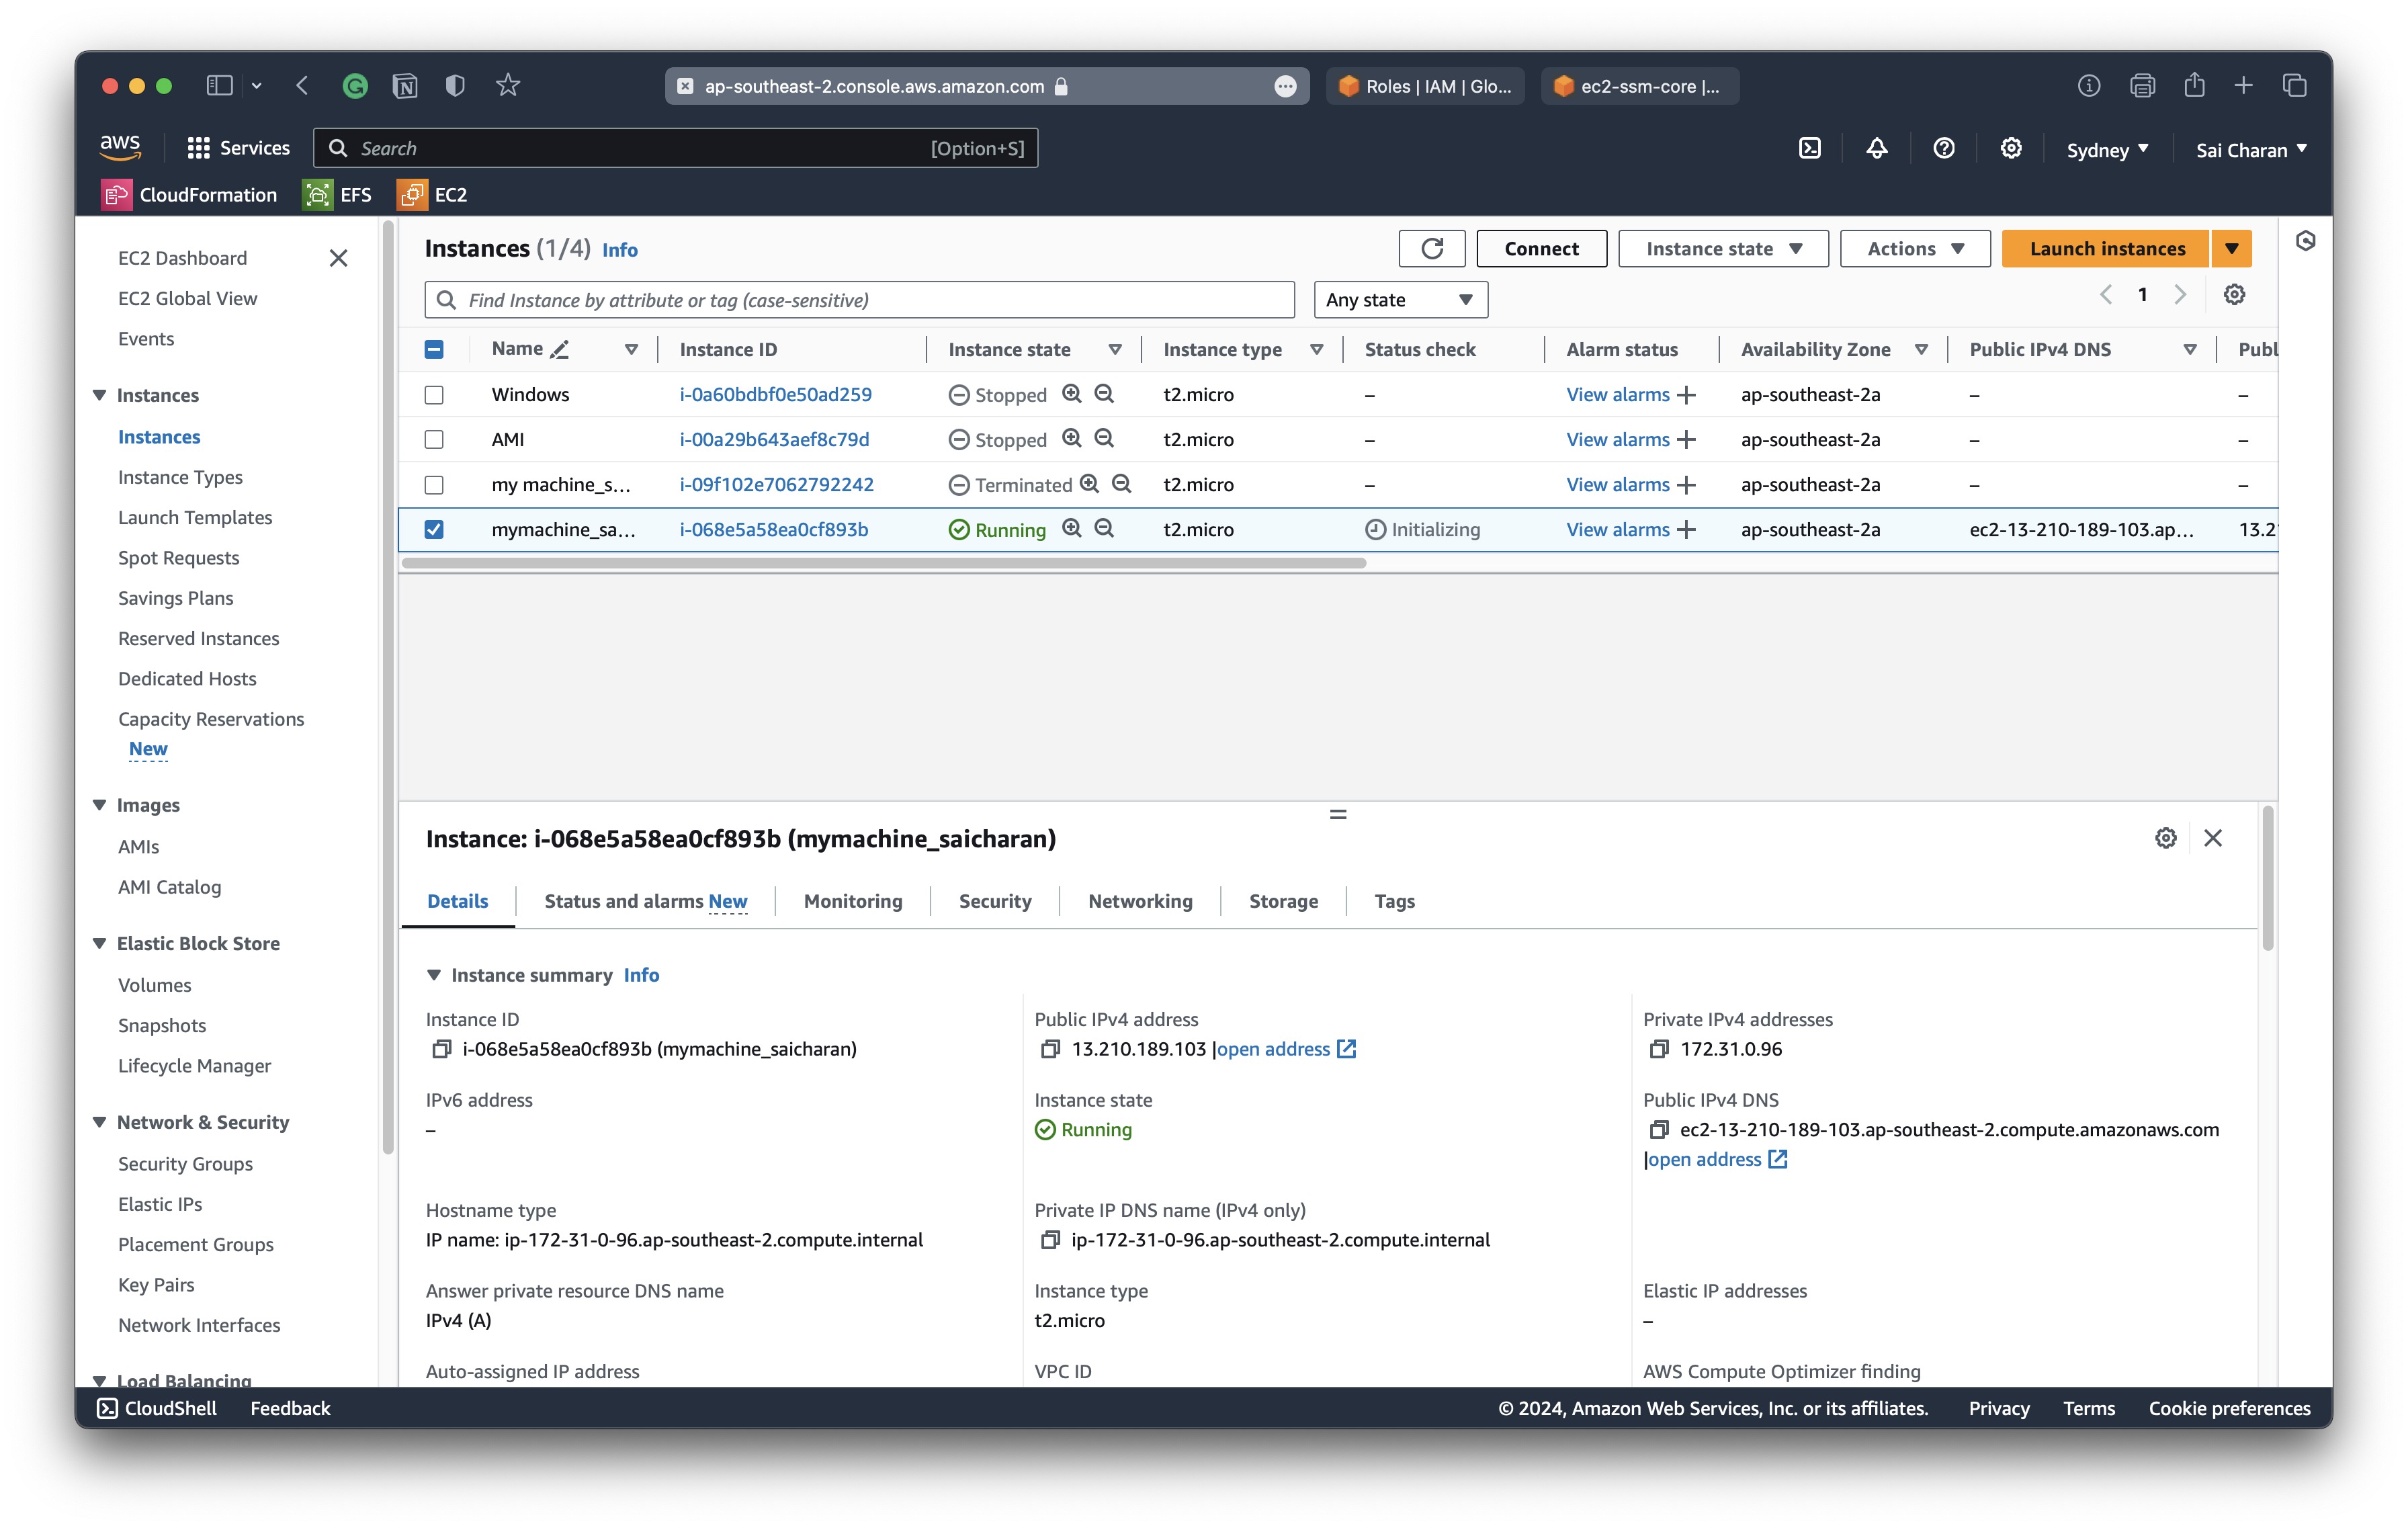 ap-southeast-2.console.aws.amazon.com
Roles | IAM | Glo...
ec2-ssm-core |...
aws
Services
Search
[Option+S]
Sydney
Sai Charan
CloudFormation
EFS
EC2
EC2 Dashboard
EC2 Global View
Events
Instances
Instances
Instance Types
Launch Templates
Spot Requests
Savings Plans
Reserved Instances
Dedicated Hosts
Capacity Reservations
New
Images
AMIs
AMI Catalog
Elastic Block Store
Volumes
Snapshots
Lifecycle Manager
Network & Security
Security Groups
Elastic IPs
Placement Groups
Key Pairs
Network Interfaces
Load Balancing
Instances (1/4) Info
Connect
Instance state
Actions
Launch instances
Find Instance by attribute or tag (case-sensitive)
Any state
1
Name Instance ID Instance state Instance type Status check Alarm status Availability Zone Public IPv4 DNS Publ
Windows i-0a60bdbf0e50ad259 Stopped t2.micro – View alarms + ap-southeast-2a – –
AMI i-00a29b643aef8c79d Stopped t2.micro – View alarms + ap-southeast-2a – –
my machine_s... i-09f102e7062792242 Terminated t2.micro – View alarms + ap-southeast-2a – –
mymachine_sa... i-068e5a58ea0cf893b Running t2.micro Initializing View alarms + ap-southeast-2a ec2-13-210-189-103.ap... 13.2
Instance: i-068e5a58ea0cf893b (mymachine_saicharan)
Details
Status and alarms New
Monitoring
Security
Networking
Storage
Tags
Instance summary Info
Instance ID
i-068e5a58ea0cf893b (mymachine_saicharan)
Public IPv4 address
13.210.189.103 |open address
Private IPv4 addresses
172.31.0.96
IPv6 address
–
Instance state
Running
Public IPv4 DNS
ec2-13-210-189-103.ap-southeast-2.compute.amazonaws.com
|open address
Hostname type
IP name: ip-172-31-0-96.ap-southeast-2.compute.internal
Private IP DNS name (IPv4 only)
ip-172-31-0-96.ap-southeast-2.compute.internal
Answer private resource DNS name
IPv4 (A)
Instance type
t2.micro
Elastic IP addresses
–
Auto-assigned IP address
VPC ID
AWS Compute Optimizer finding
CloudShell
Feedback
© 2024, Amazon Web Services, Inc. or its affiliates.
Privacy
Terms
Cookie preferences